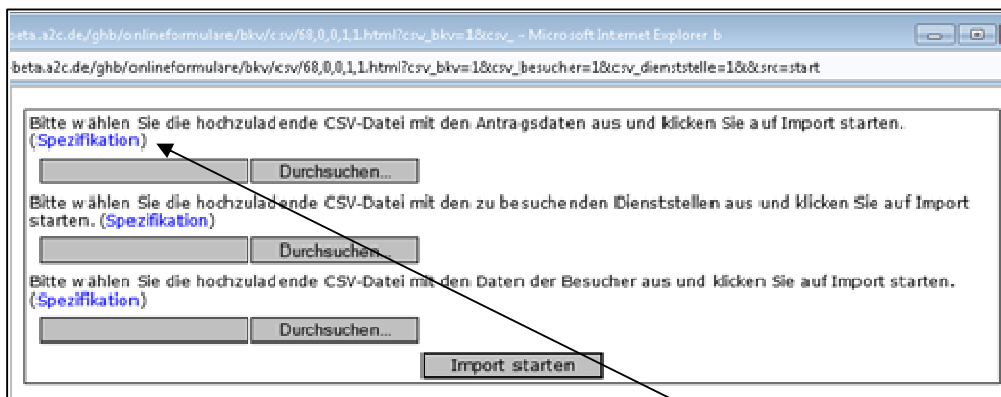 beta.a2c.de/ghb/onlineformulare/bkv/csv/68,0,0,1,1.html?csv_bkv=1&csv_ - Microsoft Internet Explorer b
beta.a2c.de/ghb/onlineformulare/bkv/csv/68,0,0,1,1.html?csv_bkv=1&csv_besucher=1&csv_dienststelle=1&&src=start
Bitte wählen Sie die hochzuladende CSV-Datei mit den Antragsdaten aus und klicken Sie auf Import starten.
(Spezifikation)
Durchsuchen...
Bitte wählen Sie die hochzuladende CSV-Datei mit den zu besuchenden Dienststellen aus und klicken Sie auf Import
starten. (Spezifikation)
Durchsuchen...
Bitte wählen Sie die hochzuladende CSV-Datei mit den Daten der Besucher aus und klicken Sie auf Import starten.
(Spezifikation)
Durchsuchen...
Import starten